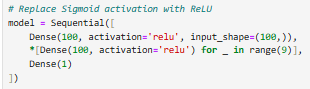 # Replace Sigmoid activation with ReLU
model = Sequential([
    Dense(100, activation='relu', input_shape=(100,)),
    *[Dense(100, activation='relu') for _ in range(9)],
    Dense(1)
])